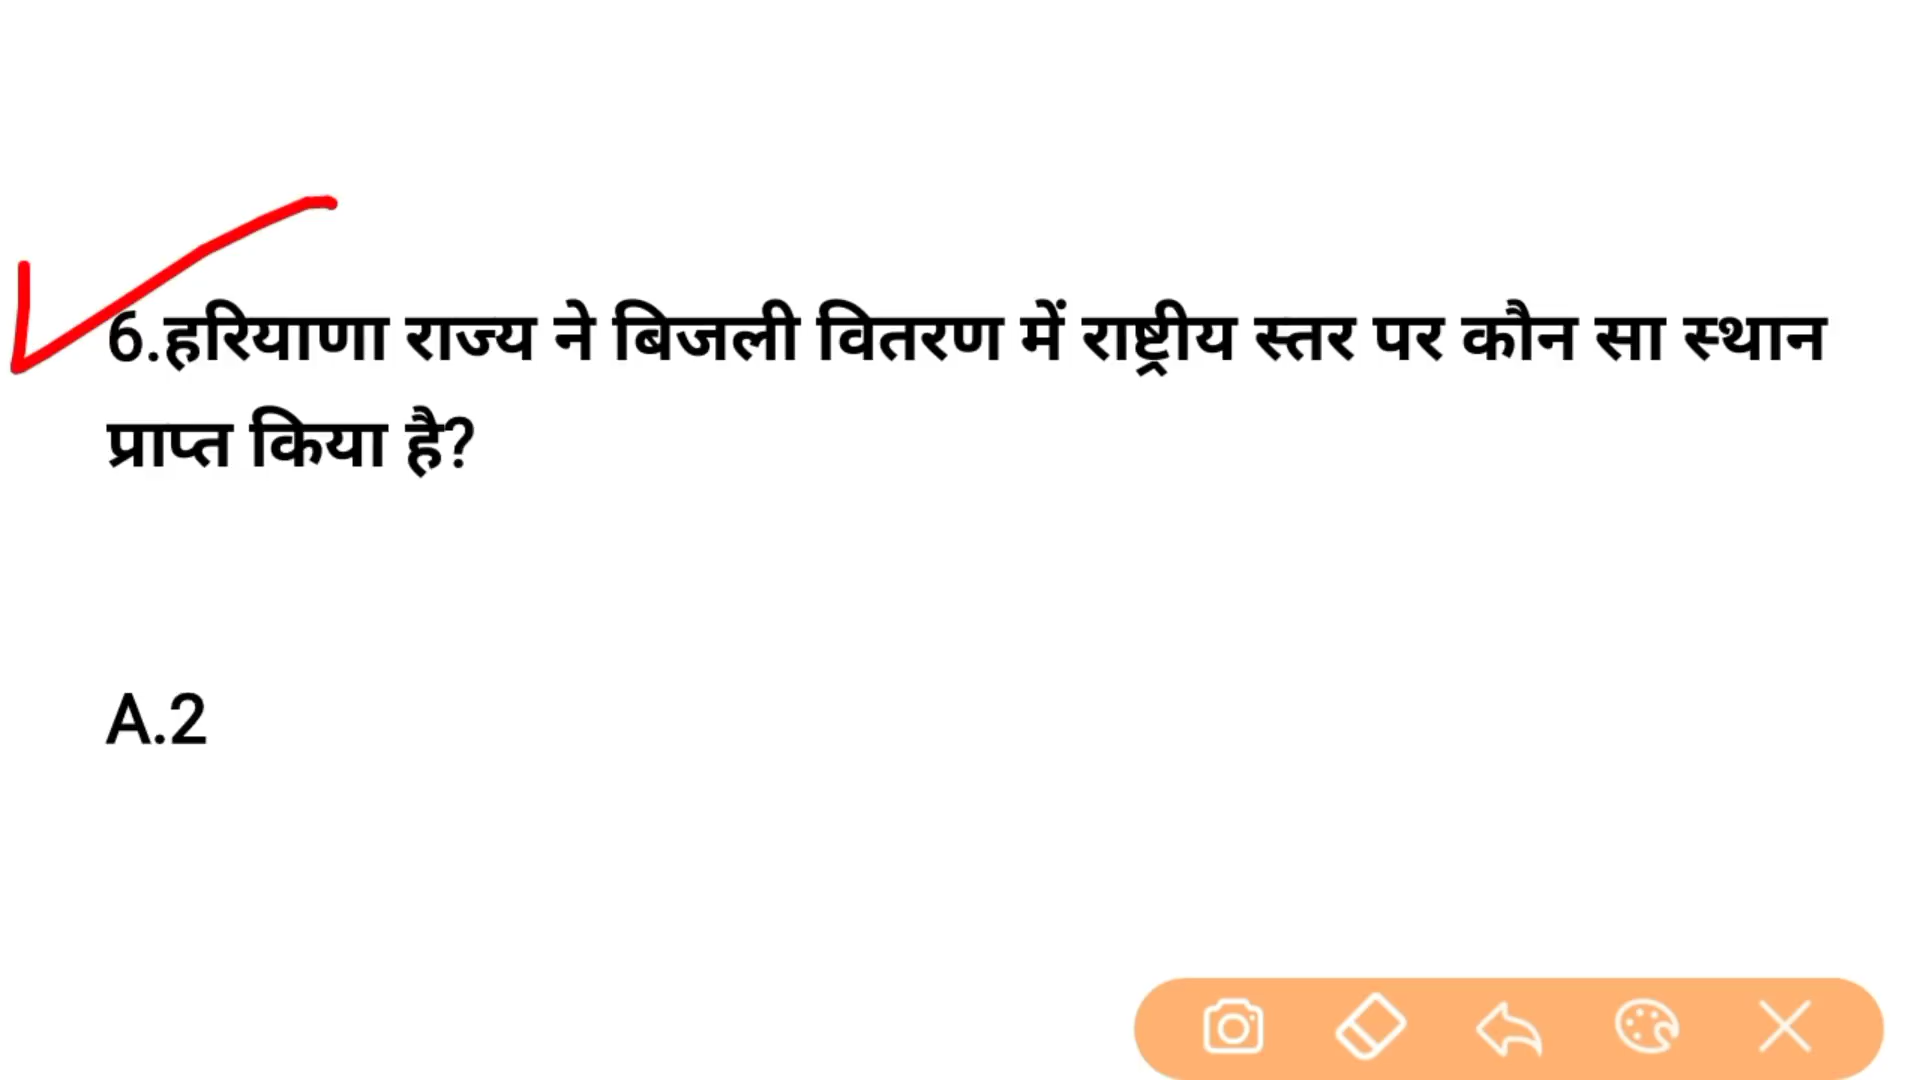 6.हरियाणा राज्य ने बिजली वितरण में राष्ट्रीय स्तर पर कौन सा स्थान
प्राप्त किया है?
A.2